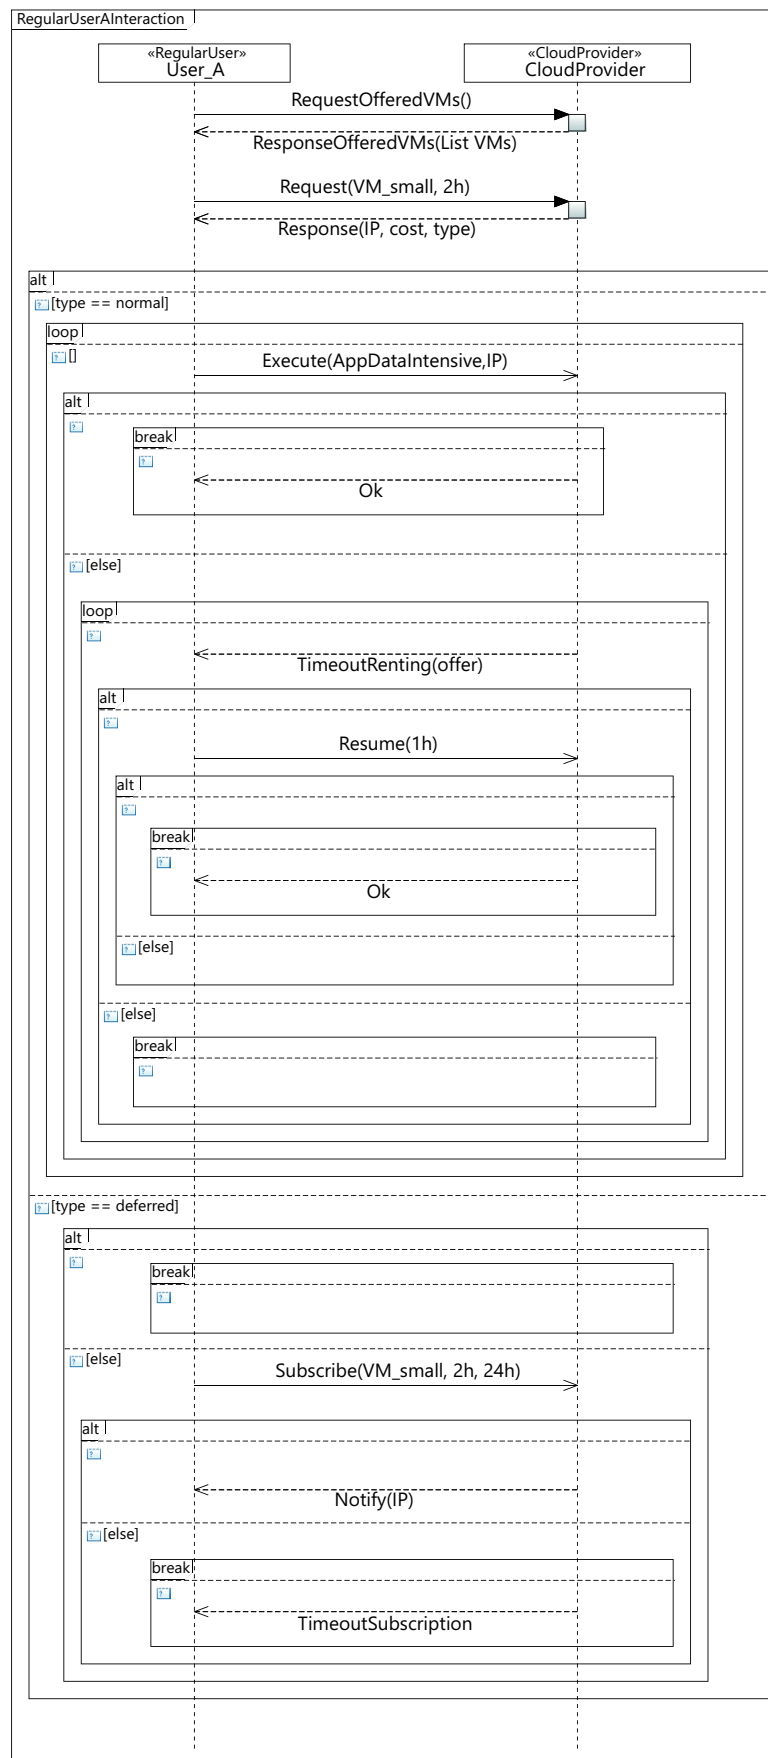 RegularUserAInteraction
«RegularUser»
User_A
«CloudProvider»
CloudProvider
RequestOfferedVMs()
ResponseOfferedVMs(List VMs)
Request(VM_small, 2h)
Response(IP, cost, type)
alt
[type == normal]
loop
[]
Execute(AppDataIntensive,IP)
alt
break
Ok
[else]
loop
TimeoutRenting(offer)
alt
Resume(1h)
alt
break
Ok
[else]
[else]
break
[type == deferred]
alt
break
[else]
Subscribe(VM_small, 2h, 24h)
alt
Notify(IP)
[else]
break
TimeoutSubscription